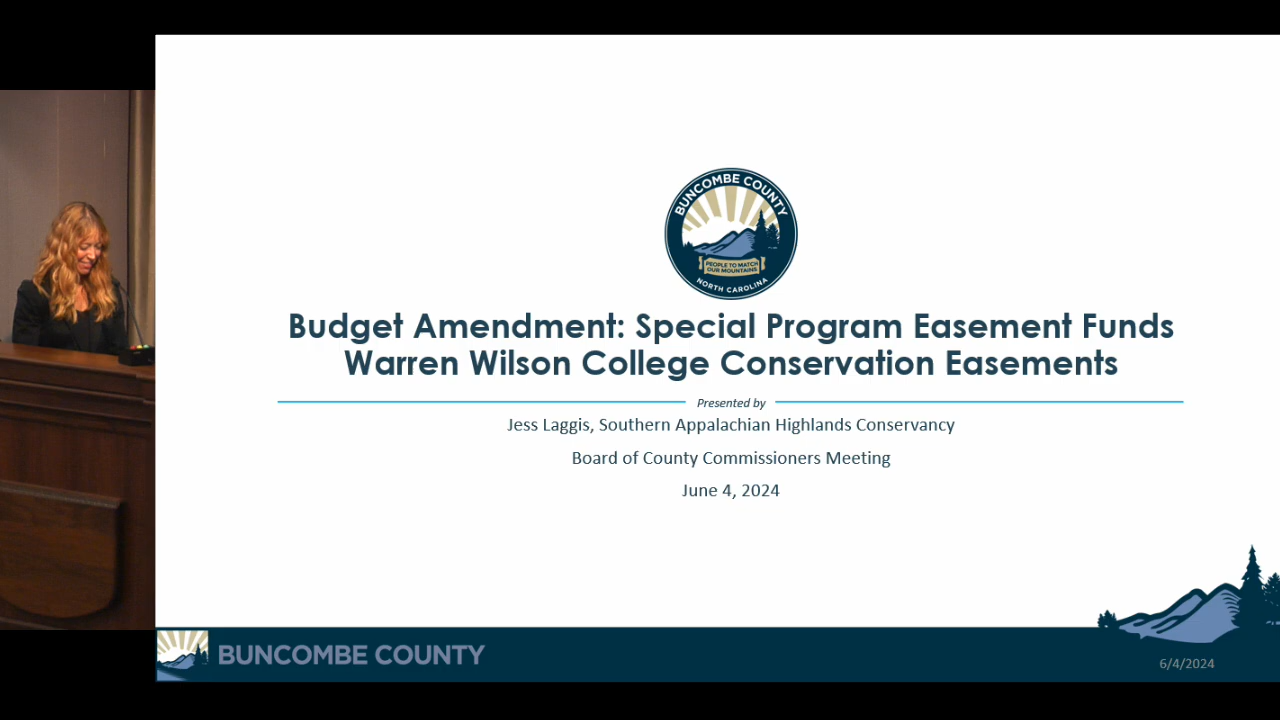 BUNCOMBE COUNTY
PEOPLE TO MATCH
OUR MOUNTAINS
NORTH CAROLINA
Budget Amendment: Special Program Easement Funds
Warren Wilson College Conservation Easements
Presented by
Jess Laggis, Southern Appalachian Highlands Conservancy
Board of County Commissioners Meeting
June 4, 2024
BUNCOMBE COUNTY
6/4/2024